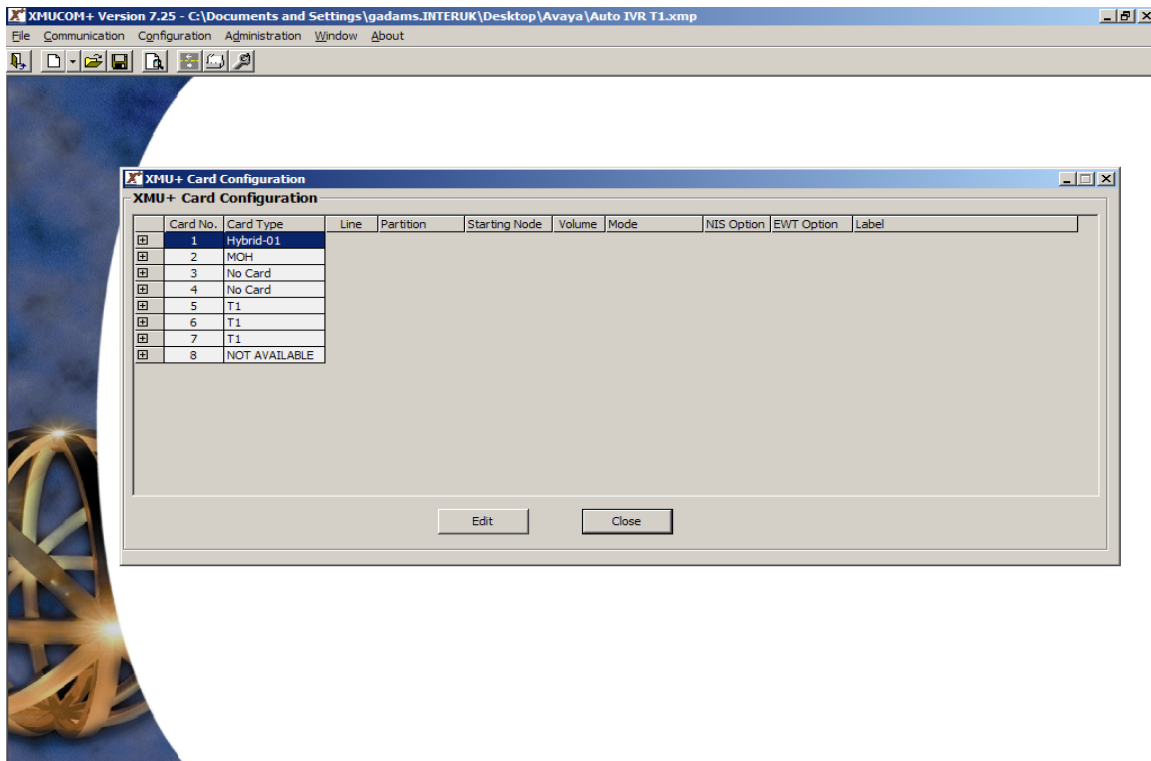 XMUCOM+ Version 7.25 - C:\Documents and Settings\gadams.INTERUK\Desktop\Avaya\Auto IVR T1.xmp
File Communication Configuration Administration Window About
XMU+ Card Configuration
XMU+ Card Configuration
Card No. Card Type Line Partition Starting Node Volume Mode NIS Option EWT Option Label
1 Hybrid-01
2 MOH
3 No Card
4 No Card
5 T1
6 T1
7 T1
8 NOT AVAILABLE
Edit Close